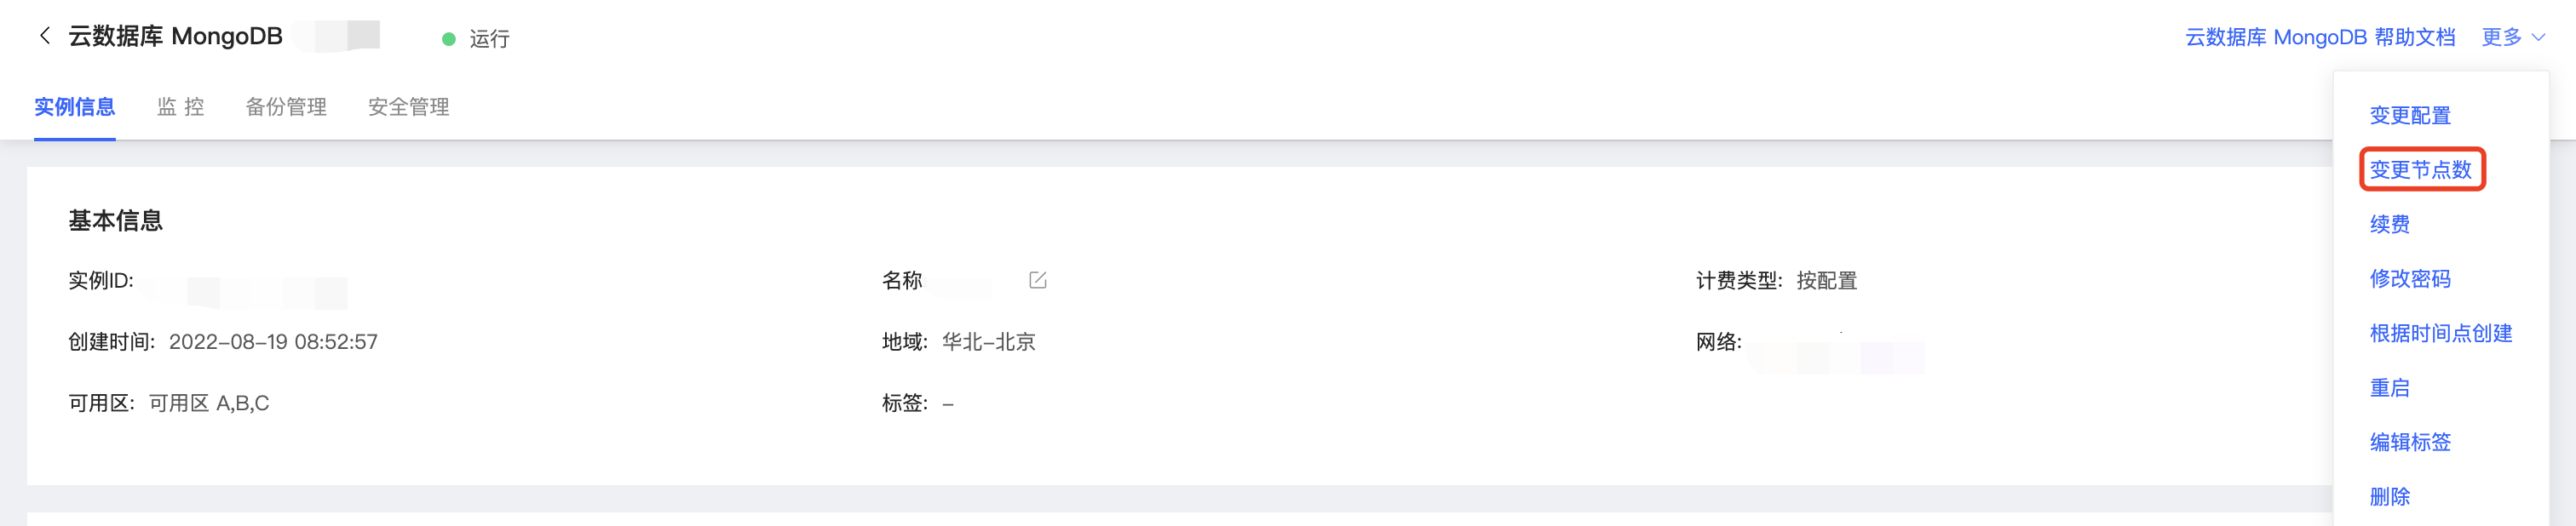 云数据库 MongoDB
运行
云数据库 MongoDB 帮助文档
更多
实例信息
监 控
备份管理
安全管理
变更配置
变更节点数
续费
修改密码
根据时间点创建
重启
编辑标签
删除
基本信息
实例ID:
名称
计费类型: 按配置
创建时间: 2022-08-19 08:52:57
地域: 华北-北京
网络:
可用区: 可用区 A,B,C
标签: -